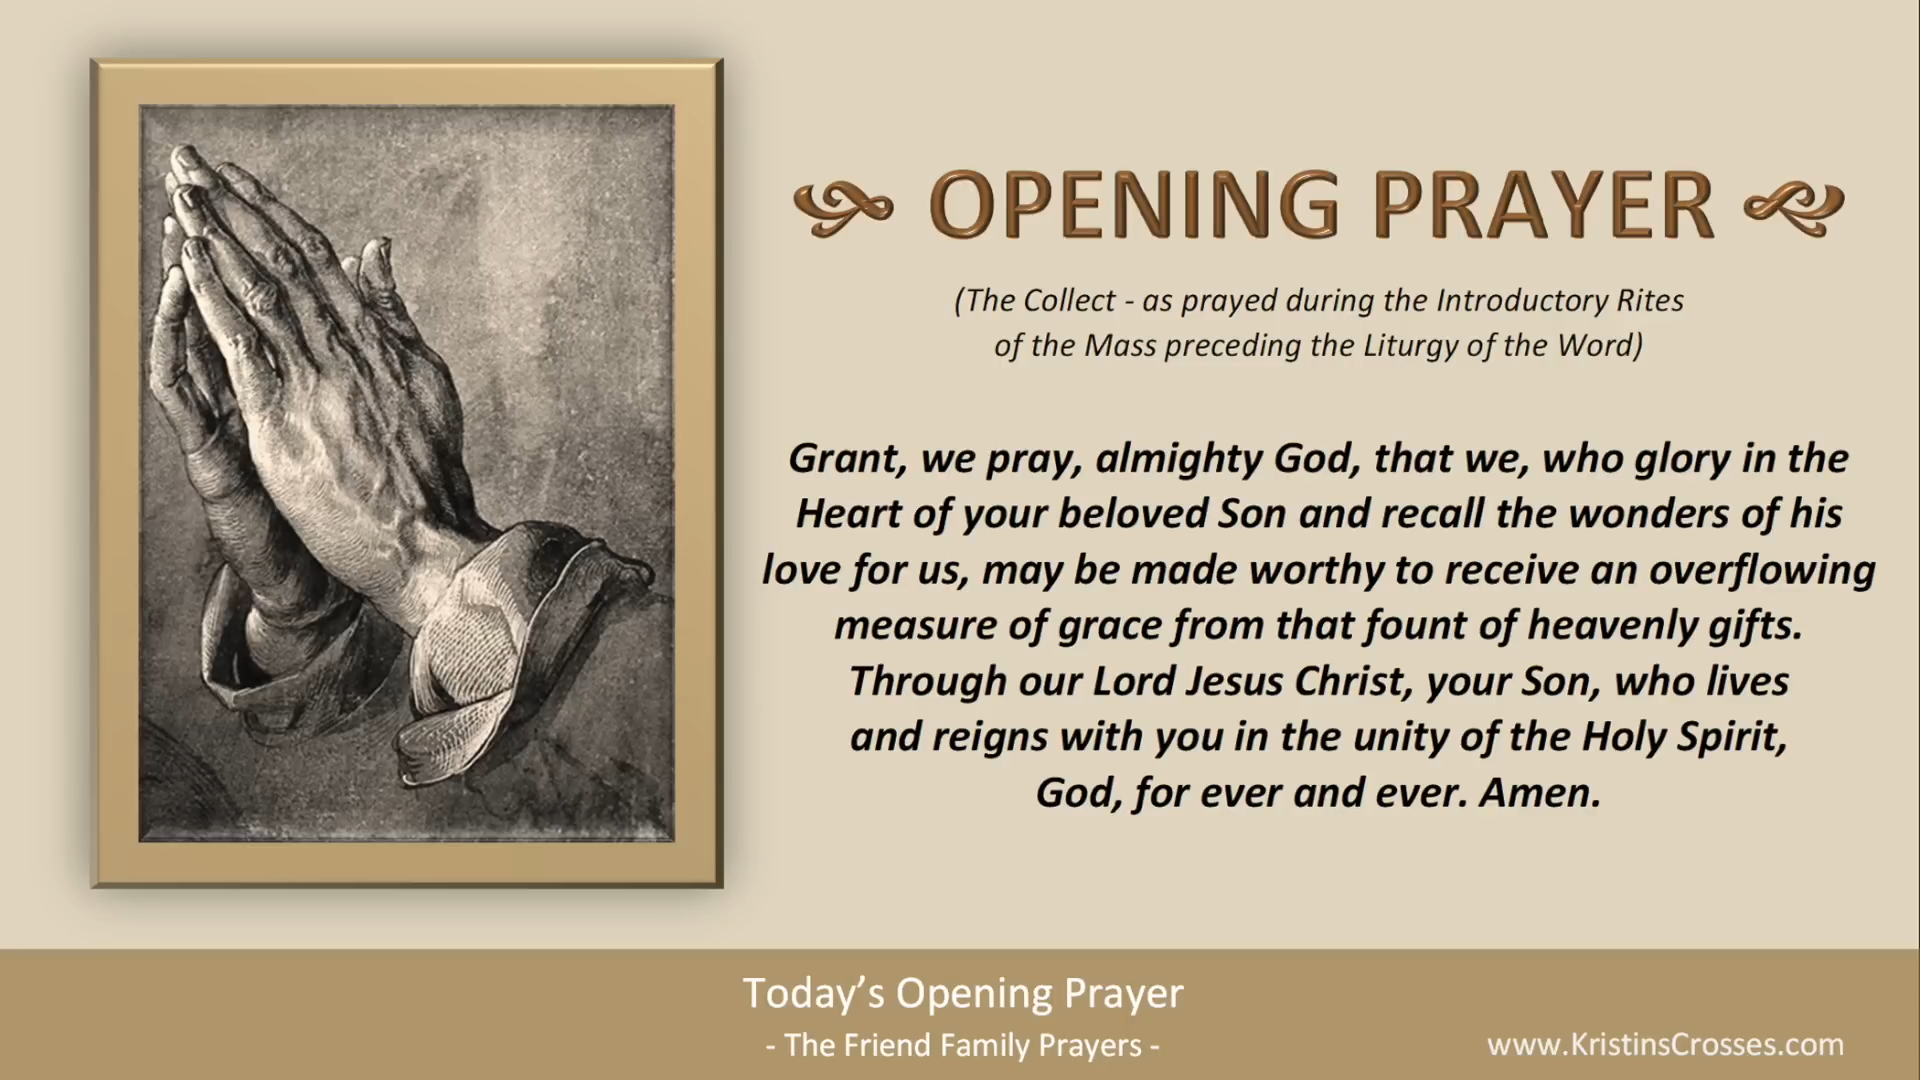 OPENING PRAYER
(The Collect - as prayed during the Introductory Rites
of the Mass preceding the Liturgy of the Word)
Grant, we pray, almighty God, that we, who glory in the
Heart of your beloved Son and recall the wonders of his
love for us, may be made worthy to receive an overflowing
measure of grace from that fount of heavenly gifts.
Through our Lord Jesus Christ, your Son, who lives
and reigns with you in the unity of the Holy Spirit,
God, for ever and ever. Amen.
Today’s Opening Prayer
- The Friend Family Prayers -
www.KristinsCrosses.com